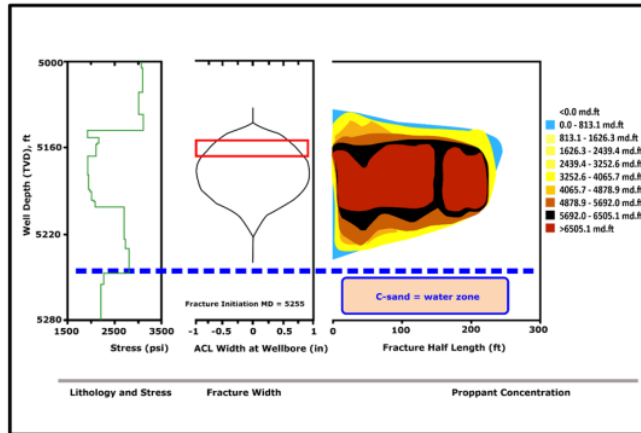 5000
5160
5220
5280
Well Depth (TVD), ft
1500 2500 3500
Stress (psi)
Fracture Initiation MD = 5255
-1 -0.5 0 0.5 1
ACL Width at Wellbore (in)
C-sand = water zone
0 100 200 300
Fracture Half Length (ft)
<0.0 md.ft
0.0 - 813.1 md.ft
813.1 - 1626.3 md.ft
1626.3 - 2439.4 md.ft
2439.4 - 3252.6 md.ft
3252.6 - 4065.7 md.ft
4065.7 - 4878.9 md.ft
4878.9 - 5692.0 md.ft
5692.0 - 6505.1 md.ft
>6505.1 md.ft
Lithology and Stress Fracture Width Proppant Concentration